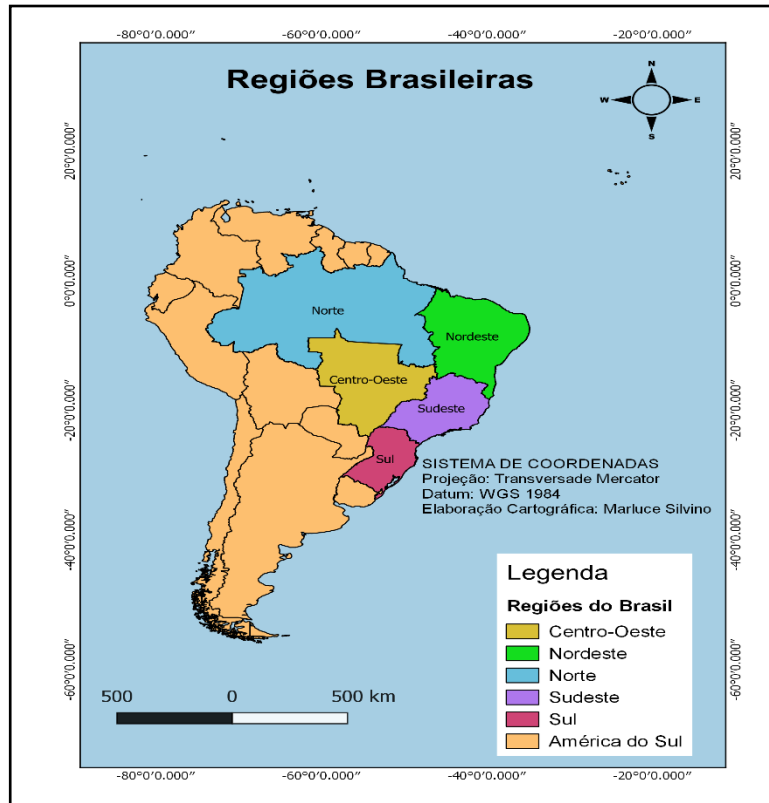 -80°0'0.000"
-60°0'0.000"
-40°0'0.000"
-20°0'0.000"
Regiões Brasileiras
N
W
E
S
20°0'0.000"
20°0'0.000"
0°0'0.000"
0°0'0.000"
Norte
Nordeste
Centro-Oeste
Sudeste
Sul
-20°0'0.000"
-20°0'0.000"
SISTEMA DE COORDENADAS
Projeção: Transversade Mercator
Datum: WGS 1984
Elaboração Cartográfica: Marluce Silvino
-40°0'0.000"
-40°0'0.000"
Legenda
Regiões do Brasil
Centro-Oeste
Nordeste
Norte
Sudeste
Sul
América do Sul
-60°0'0.000"
-60°0'0.000"
500 0 500 km
-80°0'0.000"
-60°0'0.000"
-40°0'0.000"
-20°0'0.000"